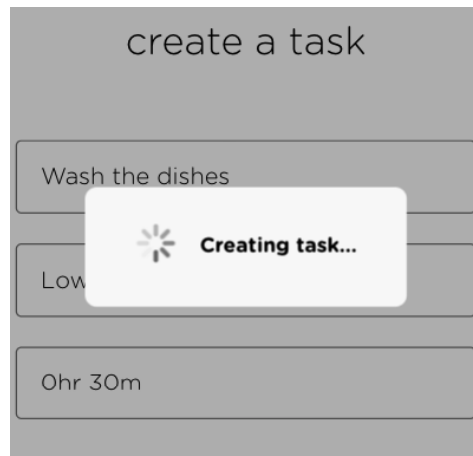 create a task
Wash the dishes
Creating task...
Low
0hr 30m